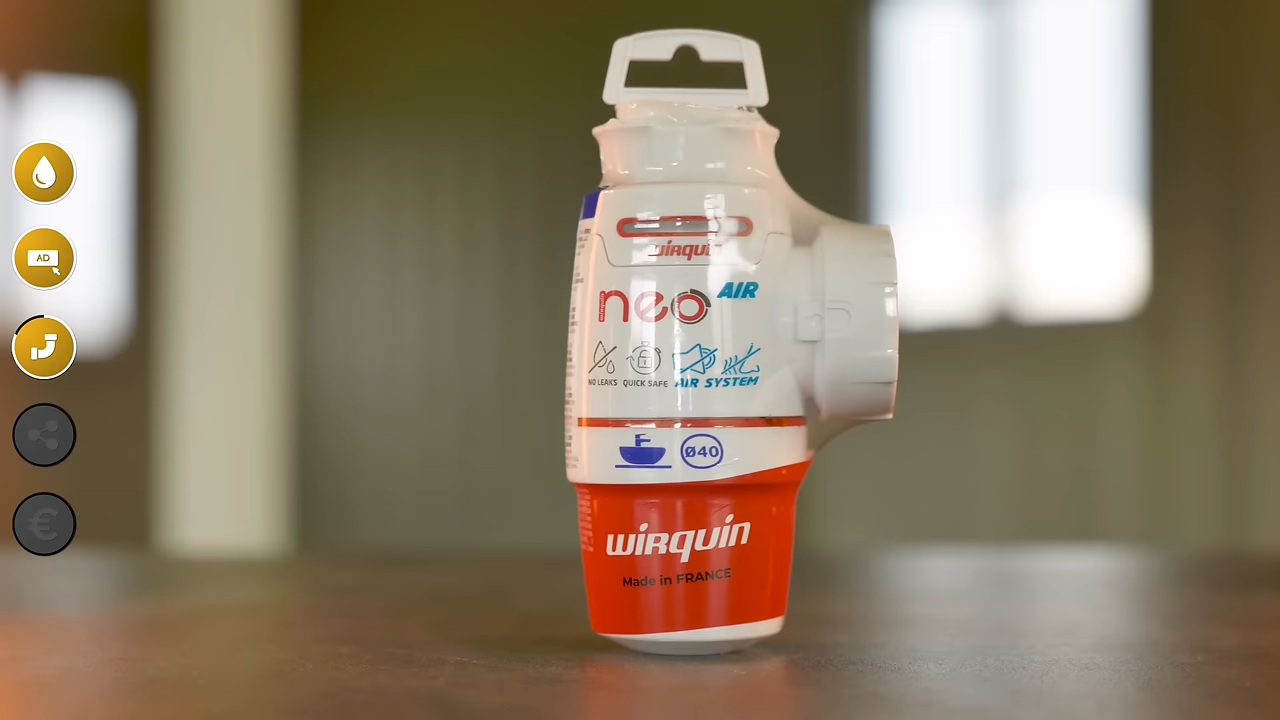 AD
wirquin
neo AIR
NO LEAKS QUICK SAFE AIR SYSTEM
Ø40
wirquin
Made in FRANCE
€